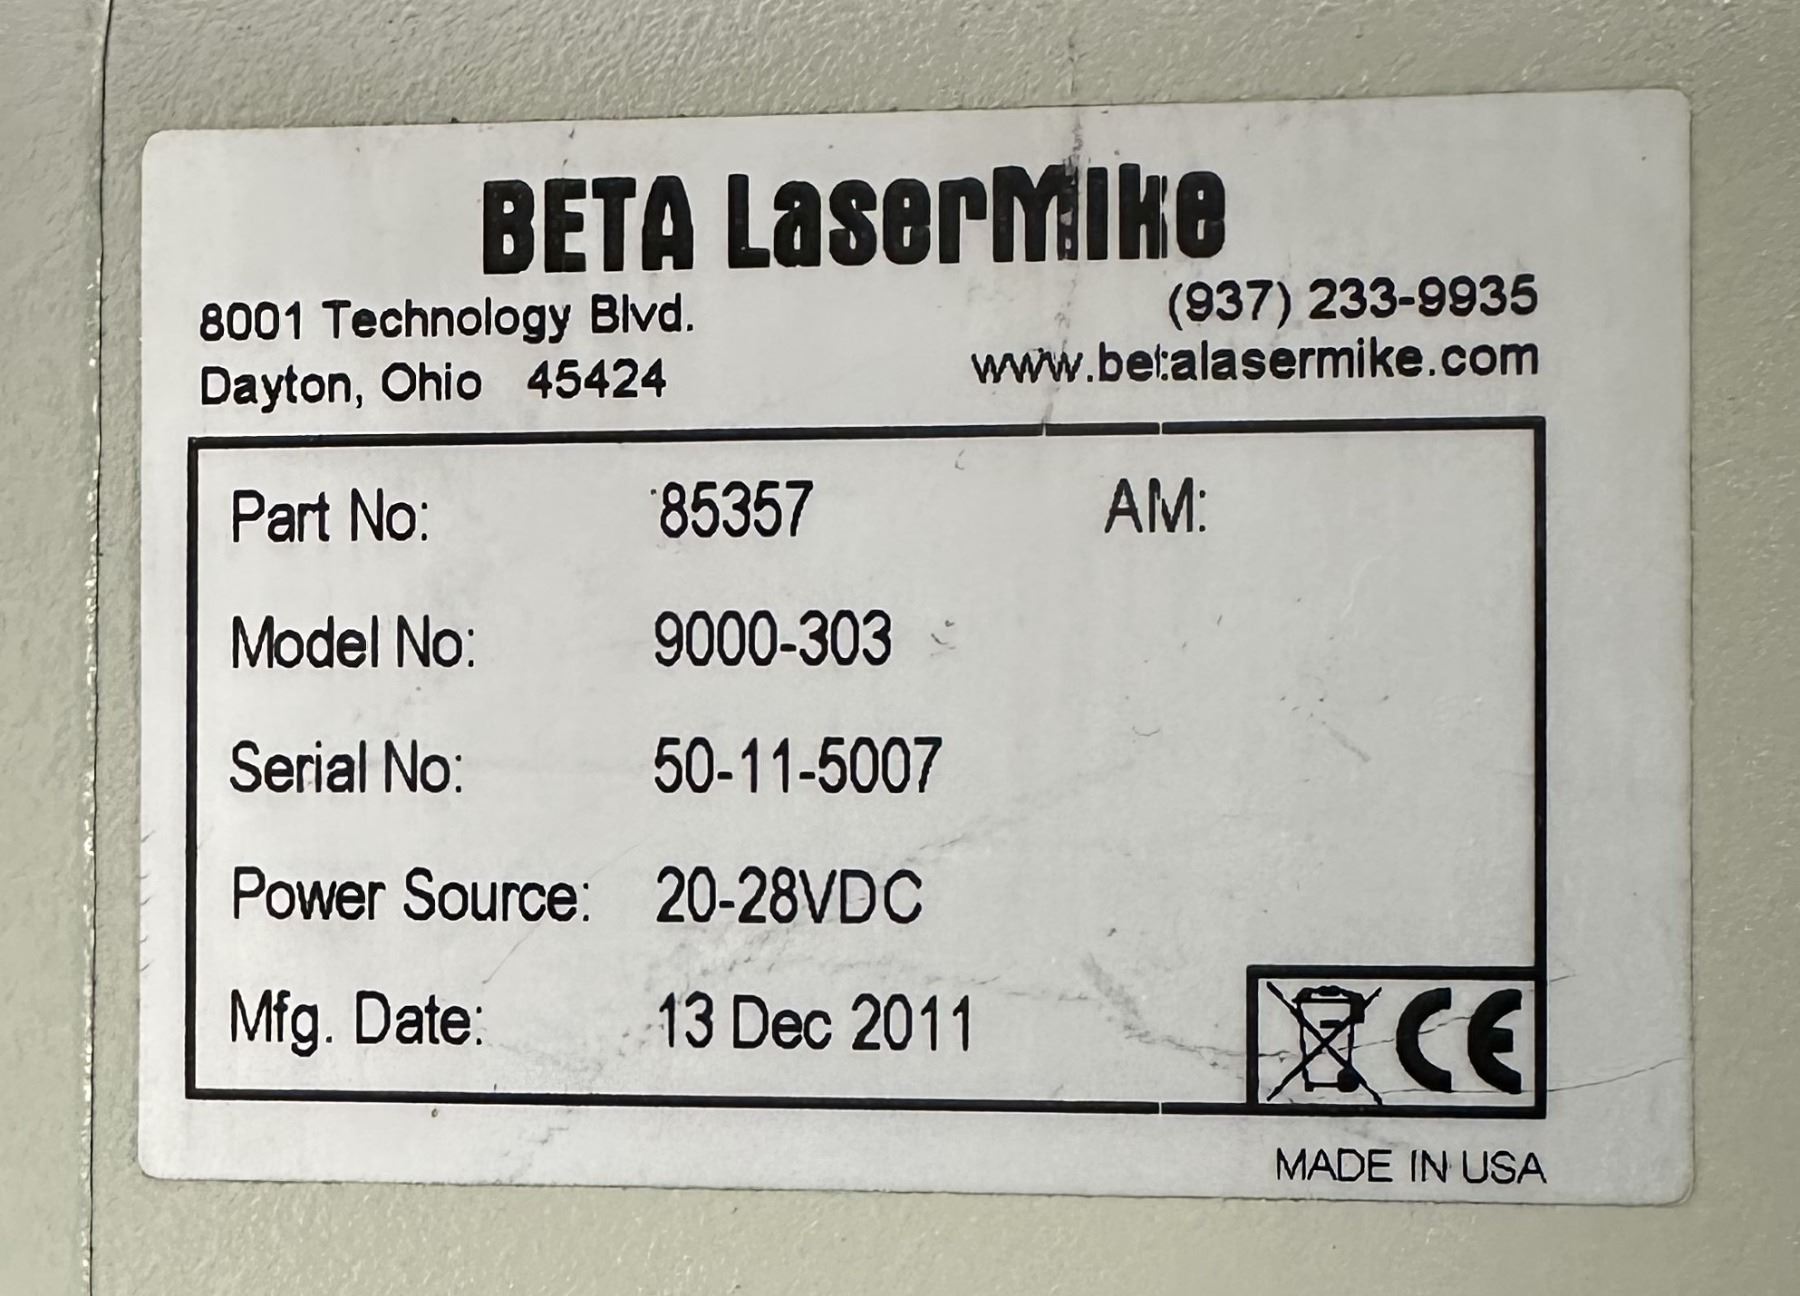 BETA LaserMike
8001 Technology Blvd. (937) 233-9935
Dayton, Ohio 45424 www.betalasermike.com
Part No: 85357 AM:
Model No: 9000-303
Serial No: 50-11-5007
Power Source: 20-28VDC
Mfg. Date: 13 Dec 2011
CE
MADE IN USA